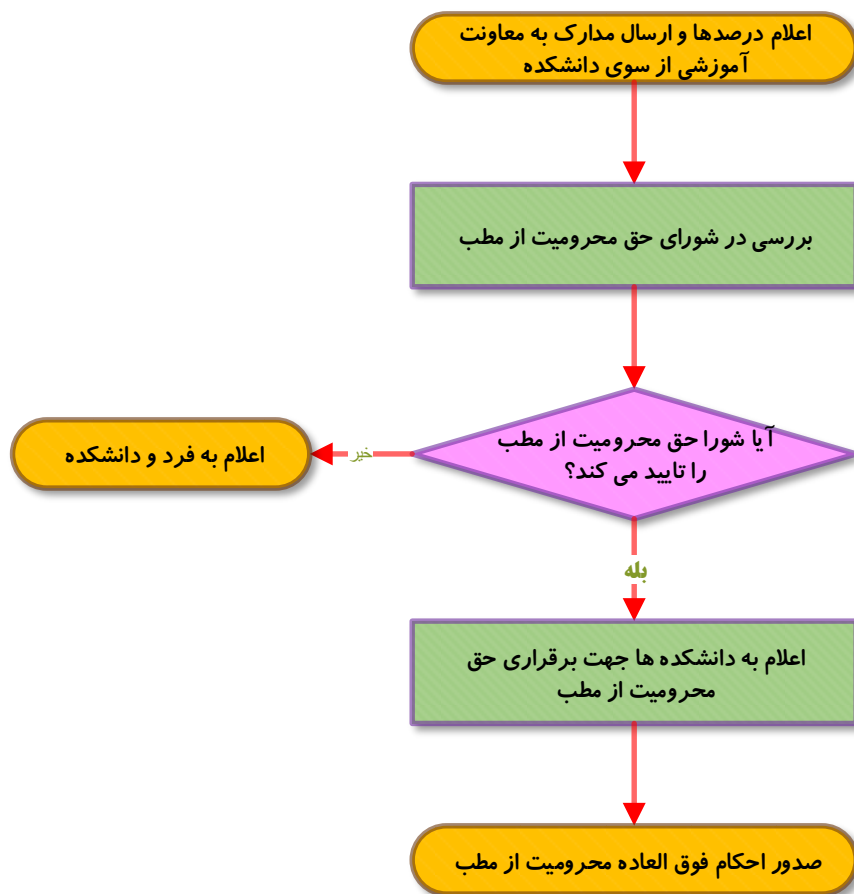 اعلام درصدها و ارسال مدارک به معاونت
آموزشی از سوی دانشکده
بررسی در شورای حق محرومیت از مطب
آیا شورا حق محرومیت از مطب
را تایید می کند؟
خیر
اعلام به فرد و دانشکده
بله
اعلام به دانشکده ها جهت برقراری حق
محرومیت از مطب
صدور احکام فوق العاده محرومیت از مطب